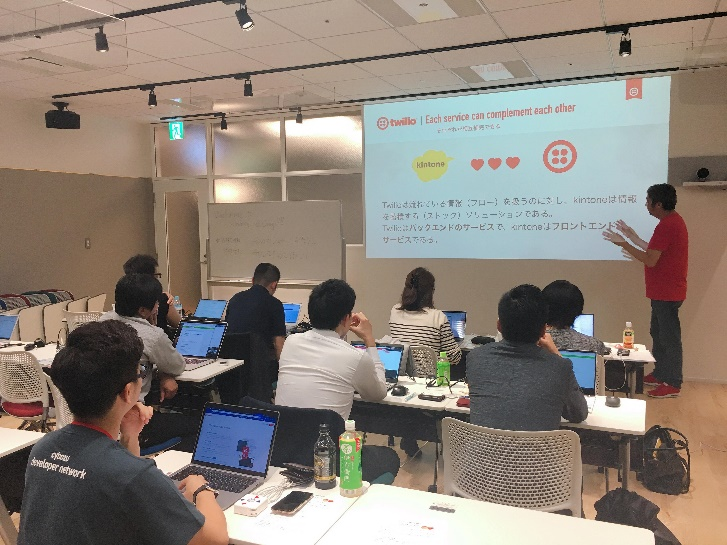 twilio | Each service can complement each other
kintone
Twilioは流れている情報（フロー）を扱うのに対し、kintoneは情報
を蓄積する（ストック）ソリューションである。
Twilioはバックエンドのサービスで、kintoneはフロントエンド
サービスである。
cybozu
developer network